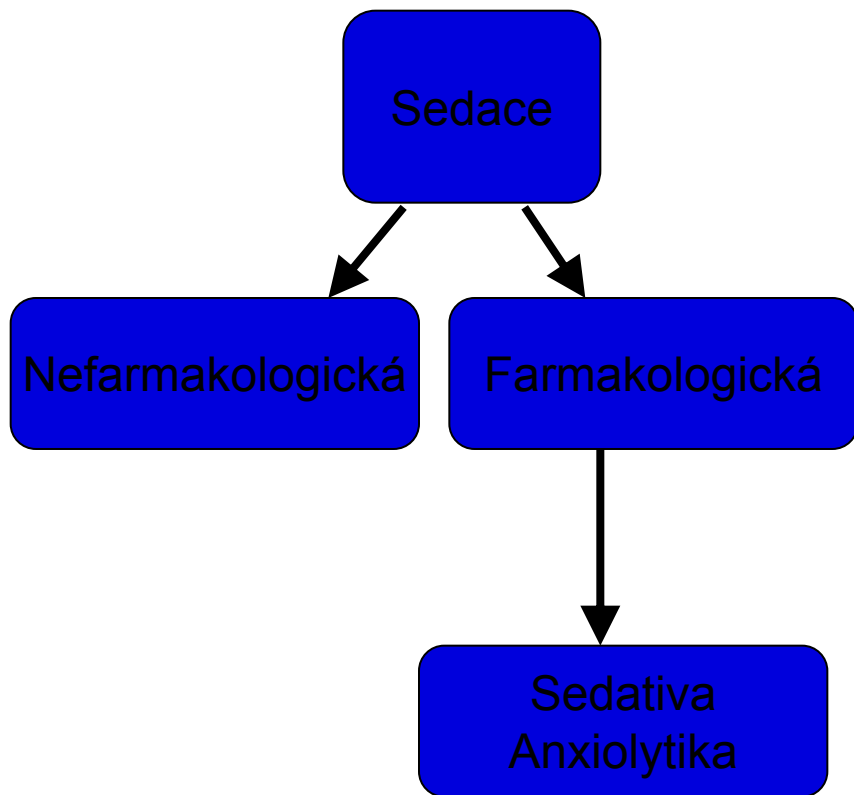 Sedace
Nefarmakologická
Farmakologická
Sedativa
Anxiolytika